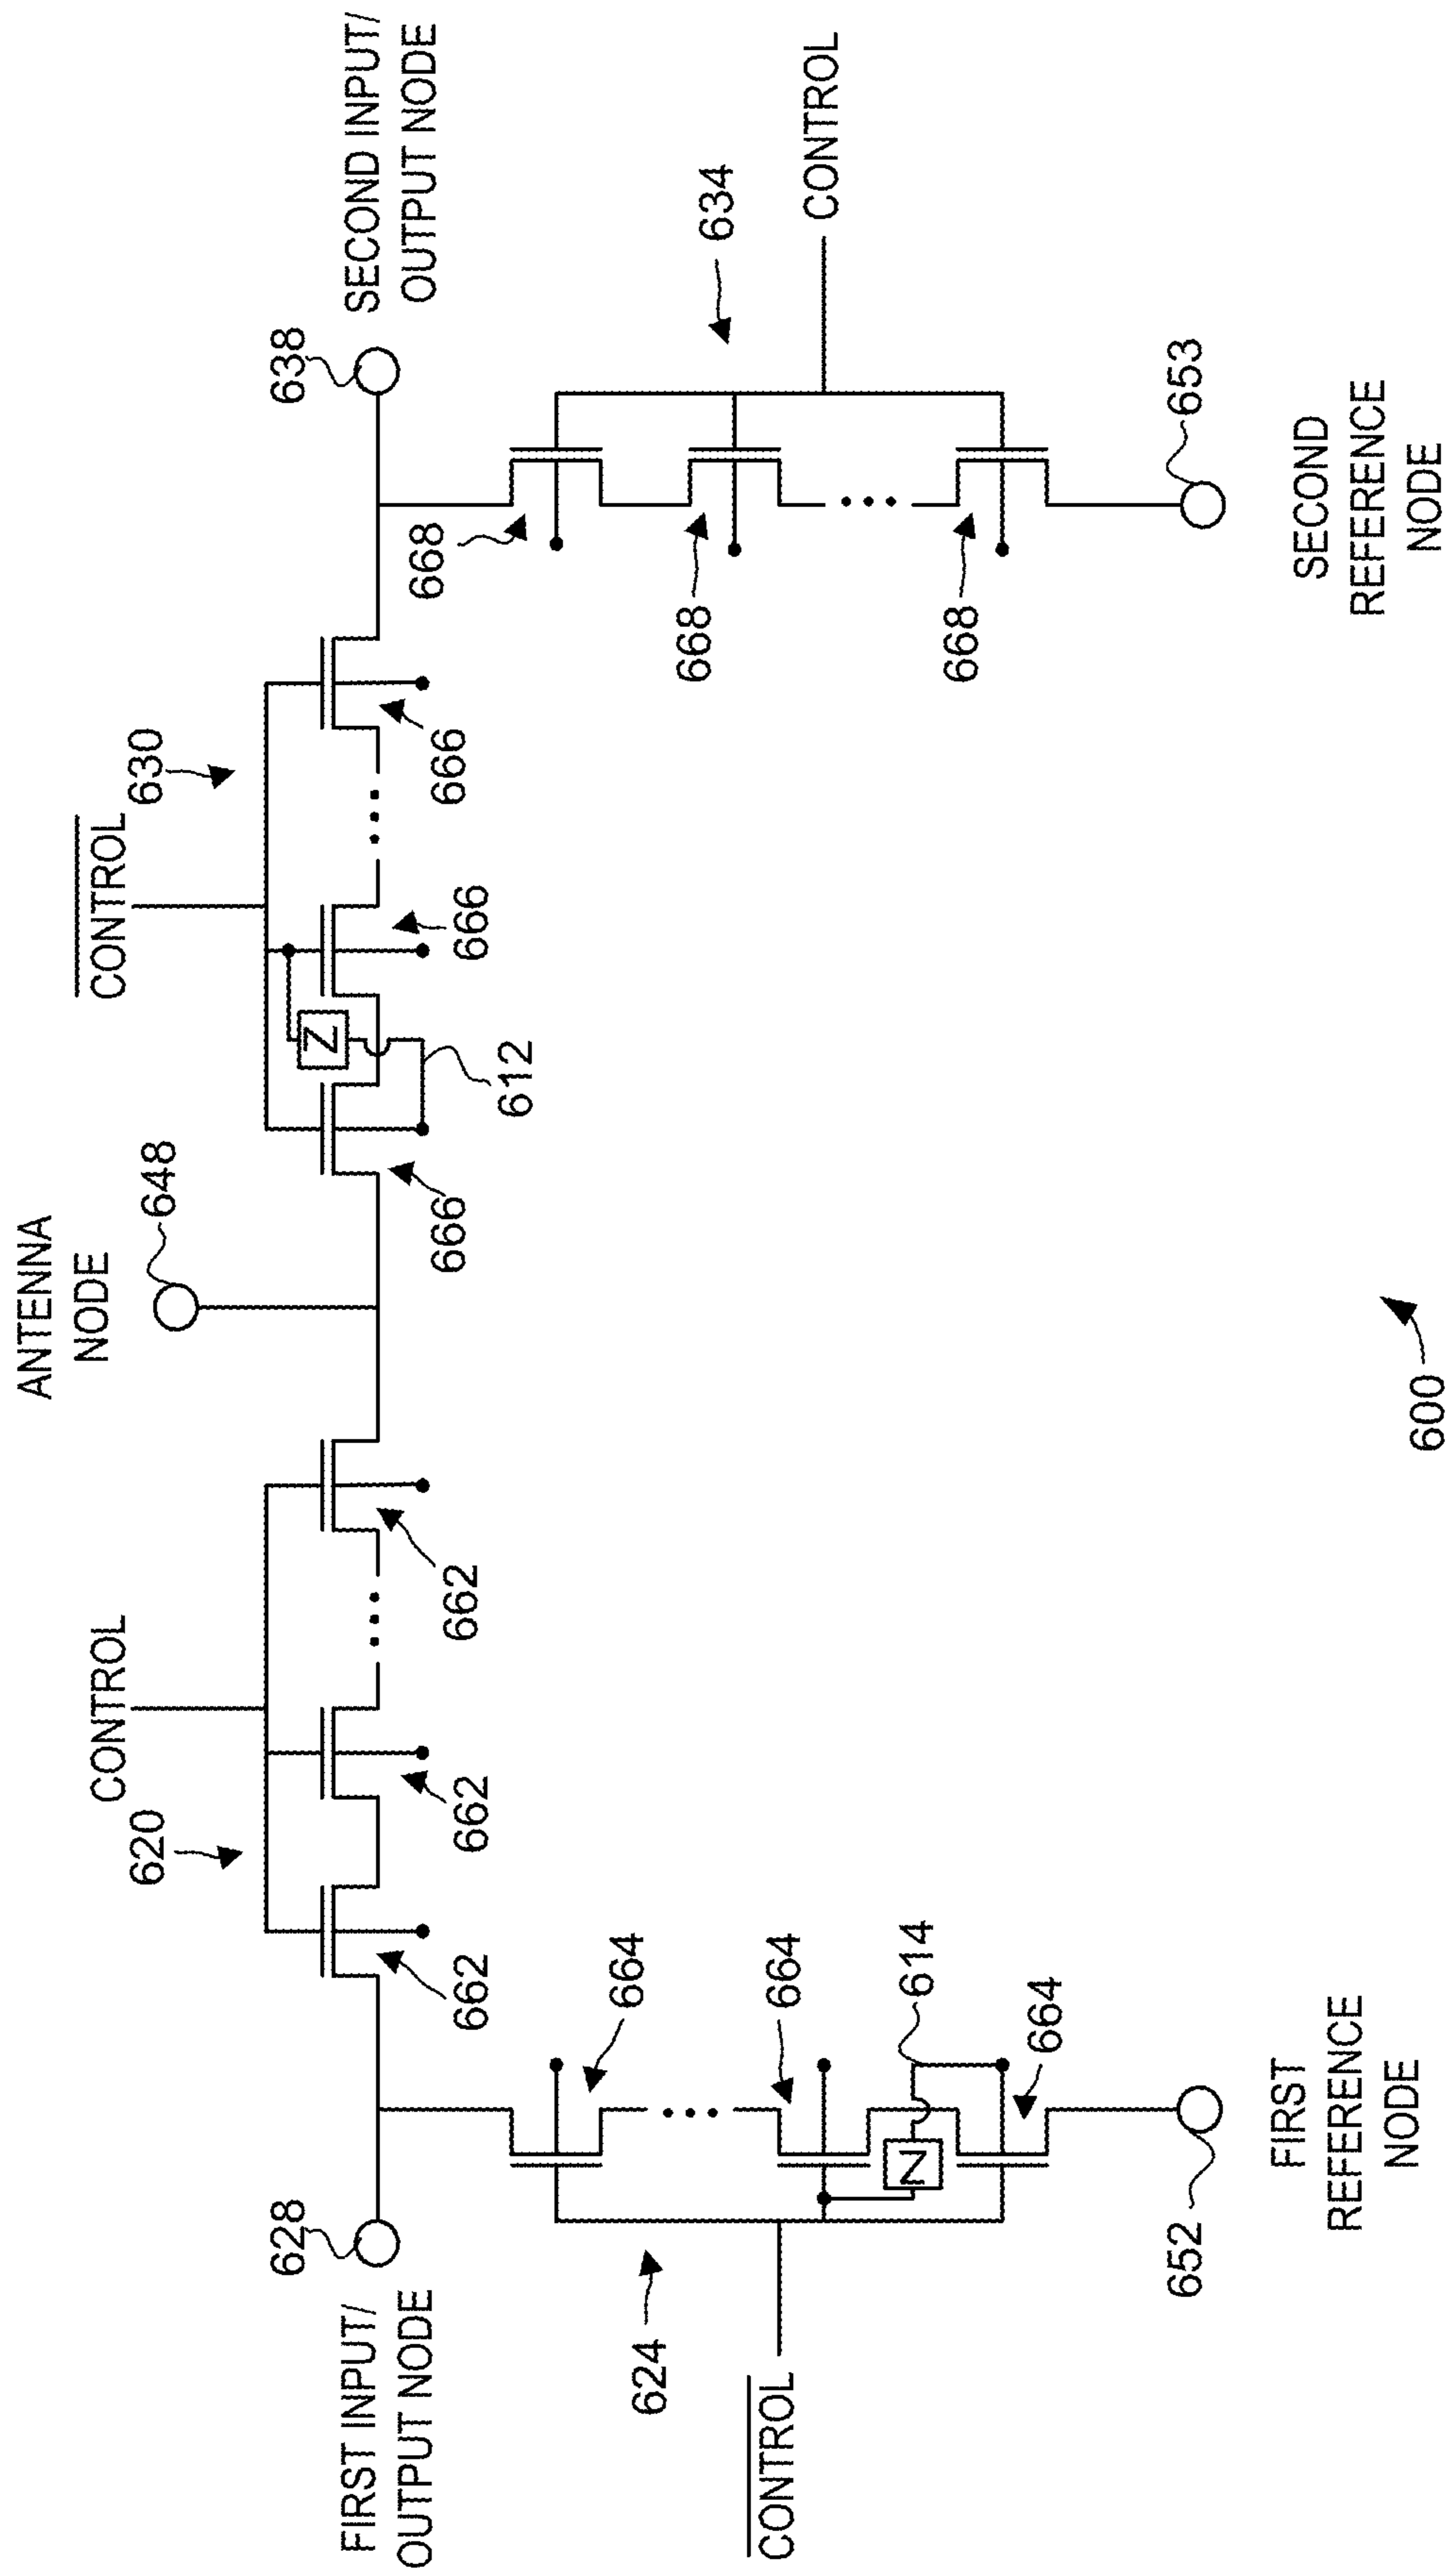 ANTENNA
NODE
648
CONTROL
CONTROL
620
630
FIRST INPUT/
OUTPUT NODE
628
638
SECOND INPUT/
OUTPUT NODE
Z
662
662
662
666
666
666
612
624
CONTROL
664
664
614
664
Z
668
668
668
634
CONTROL
652
653
FIRST
REFERENCE
NODE
SECOND
REFERENCE
NODE
600